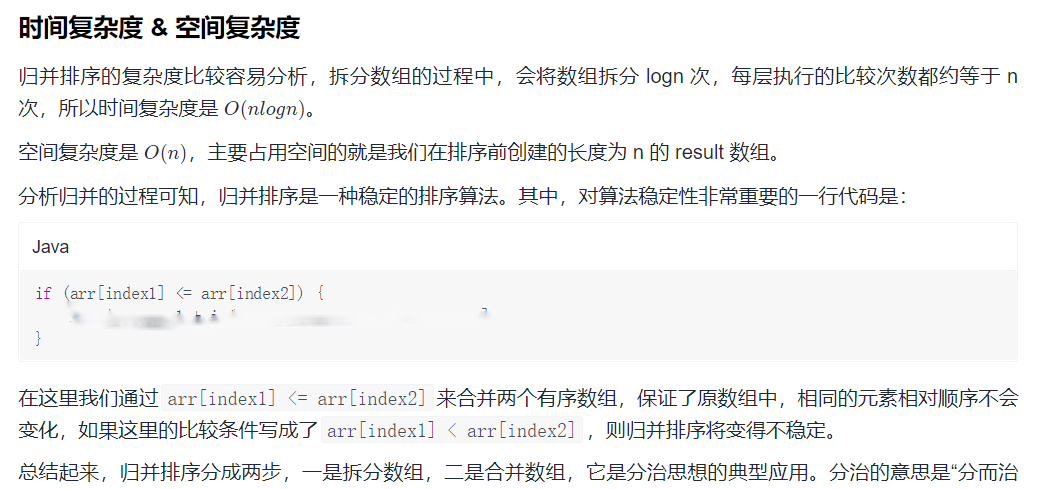 时间复杂度 & 空间复杂度
归并排序的复杂度比较容易分析，拆分数组的过程中，会将数组拆分 logn 次，每层执行的比较次数都约等于 n
次，所以时间复杂度是 O(nlogn)。
空间复杂度是 O(n)，主要占用空间的就是我们在排序前创建的长度为 n 的 result 数组。
分析归并的过程可知，归并排序是一种稳定的排序算法。其中，对算法稳定性非常重要的一行代码是：
Java
if (arr[index1] <= arr[index2]) {
}
在这里我们通过 arr[index1] <= arr[index2] 来合并两个有序数组，保证了原数组中，相同的元素相对顺序不会
变化，如果这里的比较条件写成了 arr[index1] < arr[index2] ，则归并排序将变得不稳定。
总结起来，归并排序分成两步，一是拆分数组，二是合并数组，它是分治思想的典型应用。分治的意思是“分而治